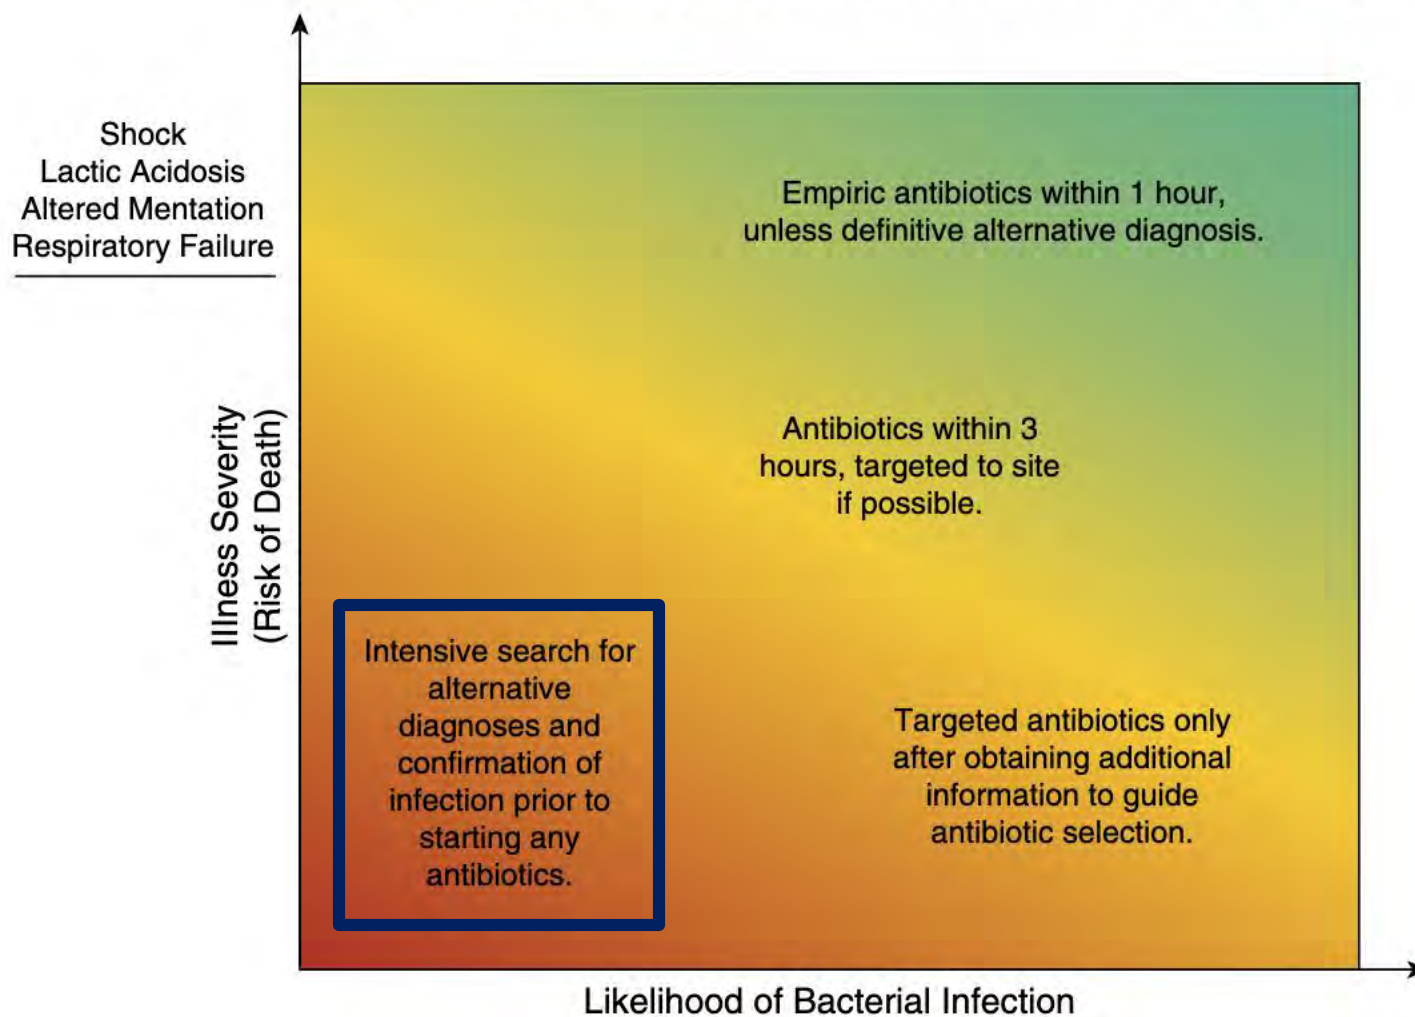 Shock
Lactic Acidosis
Altered Mentation
Respiratory Failure
Illness Severity
(Risk of Death)
Empiric antibiotics within 1 hour,
unless definitive alternative diagnosis.
Antibiotics within 3
hours, targeted to site
if possible.
Intensive search for
alternative
diagnoses and
confirmation of
infection prior to
starting any
antibiotics.
Targeted antibiotics only
after obtaining additional
information to guide
antibiotic selection.
Likelihood of Bacterial Infection